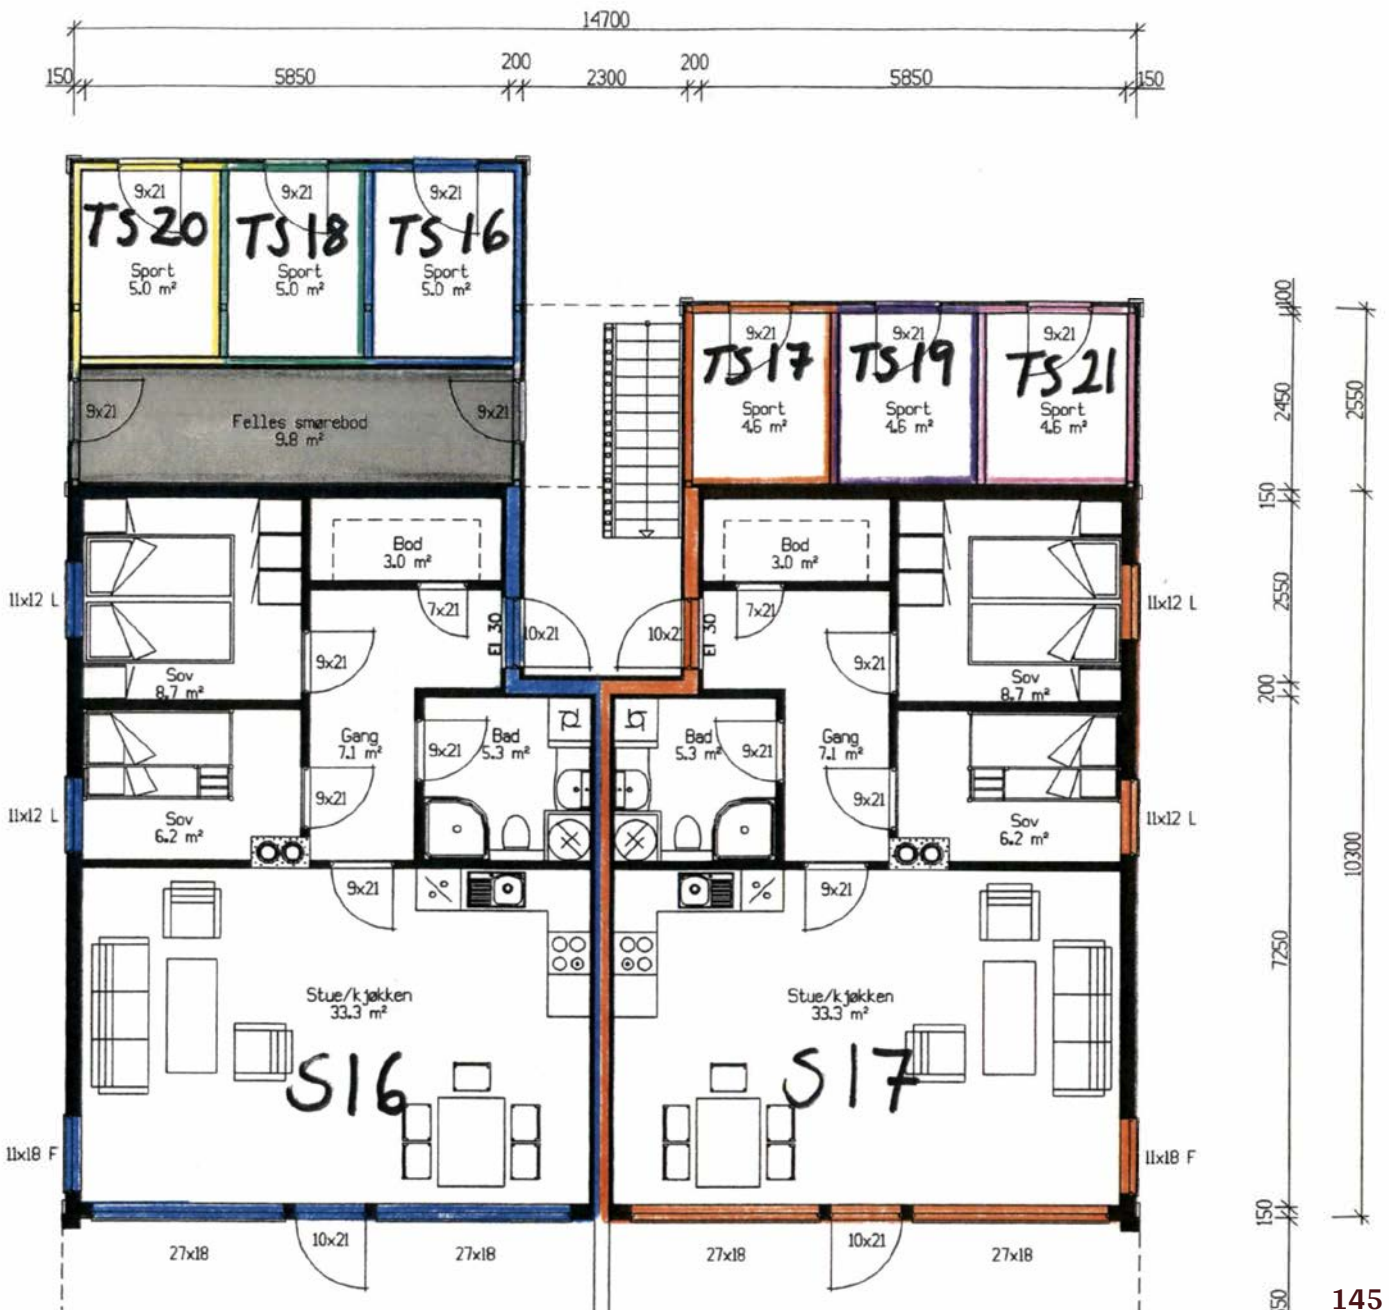 14700
150 5850 200 2300 200 5850 150
9x21 9x21 9x21
TS 20 TS 18 TS 16
Sport Sport Sport
5.0 m² 5.0 m² 5.0 m²
9x21 9x21 9x21
TS 17 TS 19 TS 21
Sport Sport Sport
4.6 m² 4.6 m² 4.6 m²
9x21 Felles smørebod 9x21
9.8 m²
100
2450
2550
150
2550
200
10300
7250
150
Bod Bod
3.0 m² 3.0 m²
11x12 L 7x21 EI 30 10x21 10x21 EI 30 7x21 11x12 L
9x21 9x21
Sov Sov
8.7 m² 8.7 m²
Gang 9x21 Bad Bad 9x21 Gang
7.1 m² 5.3 m² 5.3 m² 7.1 m²
11x12 L 9x21 9x21 11x12 L
Sov Sov
6.2 m² 6.2 m²
9x21 9x21
Stue/kjøkken Stue/kjøkken
33.3 m² 33.3 m²
S16 S17
11x18 F 11x18 F
27x18 10x21 27x18 27x18 10x21 27x18
145